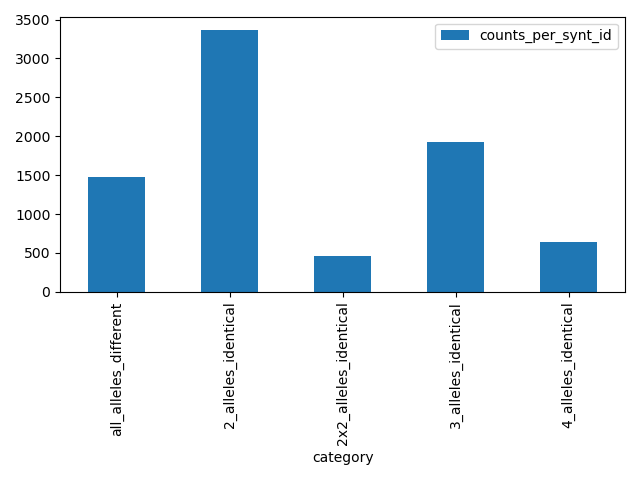 counts_per_synt_id
3500
3000
2500
2000
1500
1000
500
0
all_alleles_different
2_alleles_identical
2x2_alleles_identical
3_alleles_identical
4_alleles_identical
category